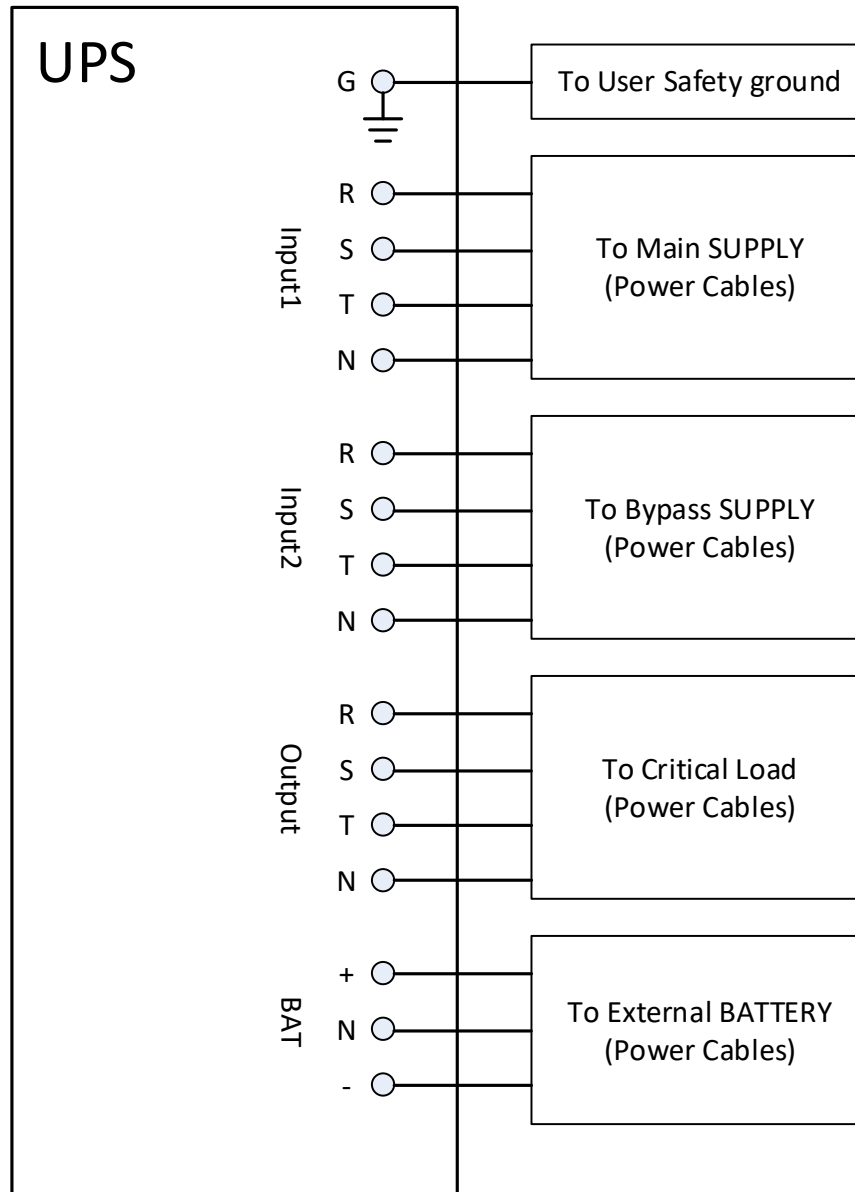 UPS
G
To User Safety ground
Input1
R
S
T
N
To Main SUPPLY
(Power Cables)
Input2
R
S
T
N
To Bypass SUPPLY
(Power Cables)
Output
R
S
T
N
To Critical Load
(Power Cables)
BAT
+
N
-
To External BATTERY
(Power Cables)